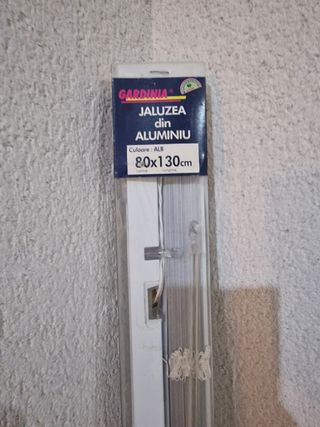 GARDINIA®
JALUZEA
din
ALUMINIU
Culoare : ALB
80x130cm